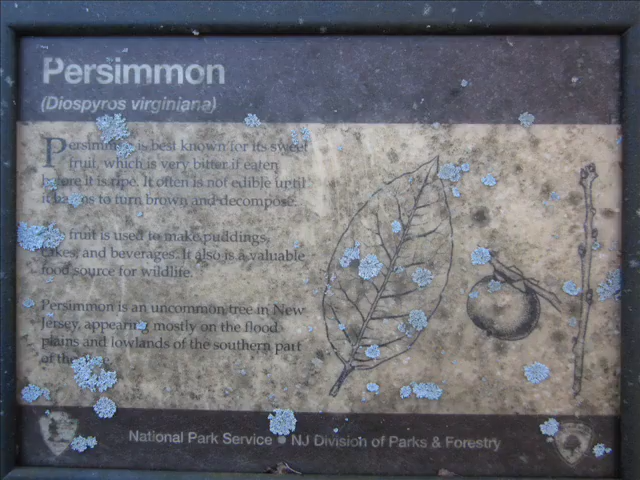 Persimmon
(Diospyros virginiana)
Persimmon is best known for its sweet
fruit, which is very bitter if eaten
before it is ripe. It often is not edible until
it begins to turn brown and decompose.
fruit is used to make puddings,
cakes, and beverages. It also is a valuable
food source for wildlife.
Persimmon is an uncommon tree in New
Jersey, appearing mostly on the flood
plains and lowlands of the southern part
of the
National Park Service • NJ Division of Parks & Forestry